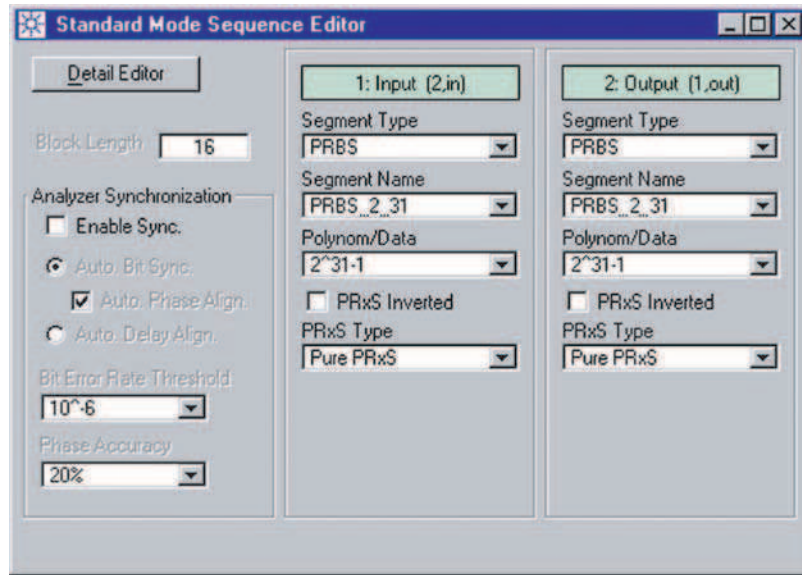 Standard Mode Sequence Editor
Detail Editor
Block Length 16
Analyzer Synchronization
Enable Sync.
Auto. Bit Sync.
Auto. Phase Align.
Auto. Delay Align.
Bit Error Rate Threshold
10^-6
Phase Accuracy
20%
1: Input (2,in)
Segment Type
PRBS
Segment Name
PRBS_2_31
Polynom/Data
2^31-1
PRxS Inverted
PRxS Type
Pure PRxS
2: Output (1,out)
Segment Type
PRBS
Segment Name
PRBS_2_31
Polynom/Data
2^31-1
PRxS Inverted
PRxS Type
Pure PRxS